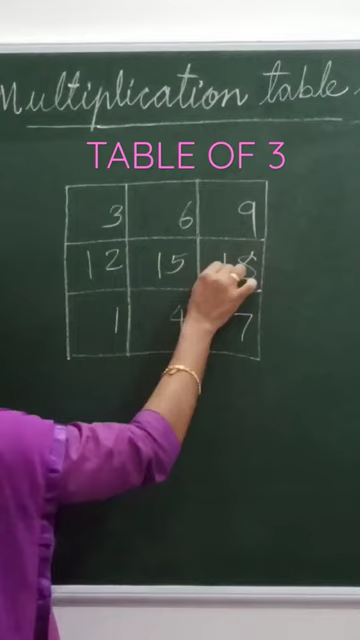 Multiplication table
TABLE OF 3
3 6 9
12 15 18
1 4 7